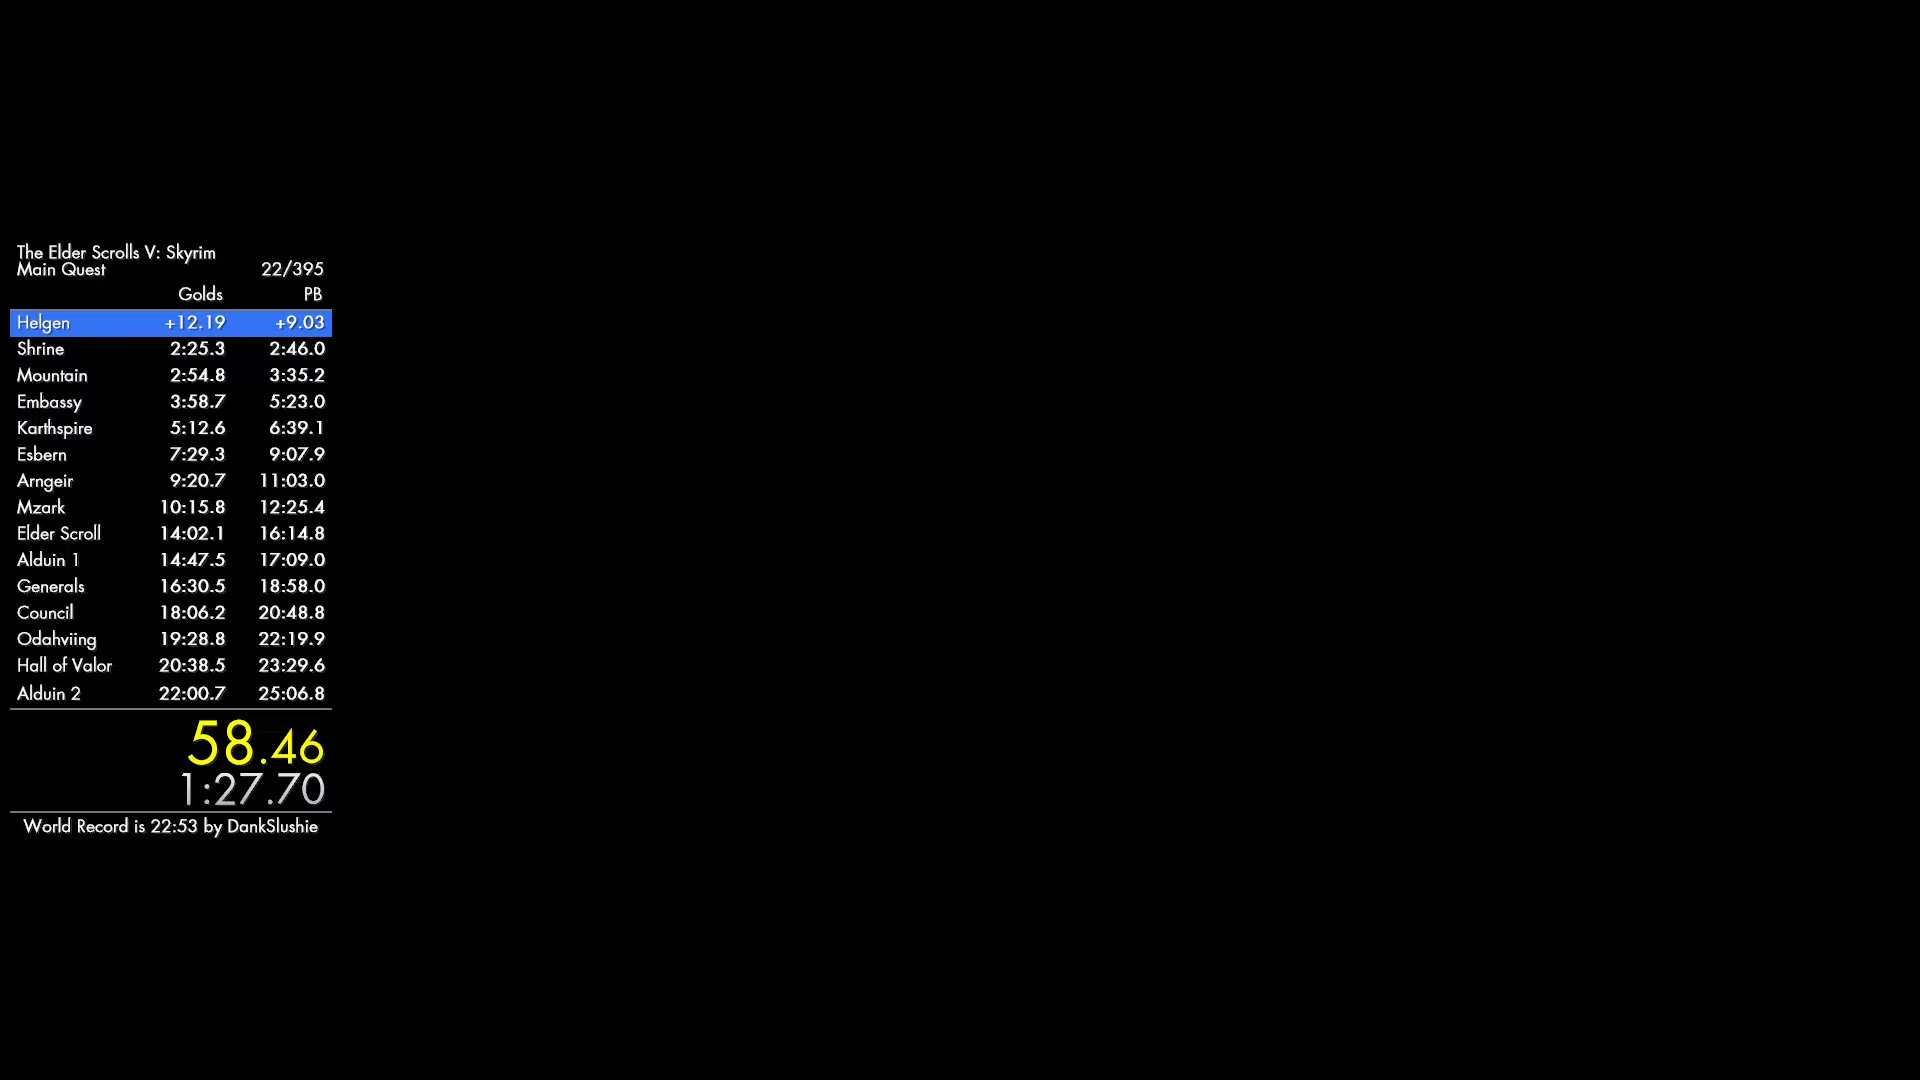 The Elder Scrolls V: Skyrim
Main Quest 22/395
Golds PB
Helgen +12.19 +9.03
Shrine 2:25.3 2:46.0
Mountain 2:54.8 3:35.2
Embassy 3:58.7 5:23.0
Karthspire 5:12.6 6:39.1
Esbern 7:29.3 9:07.9
Arngeir 9:20.7 11:03.0
Mzark 10:15.8 12:25.4
Elder Scroll 14:02.1 16:14.8
Alduin 1 14:47.5 17:09.0
Generals 16:30.5 18:58.0
Council 18:06.2 20:48.8
Odahviing 19:28.8 22:19.9
Hall of Valor 20:38.5 23:29.6
Alduin 2 22:00.7 25:06.8
58.46
1:27.70
World Record is 22:53 by DankSlushie